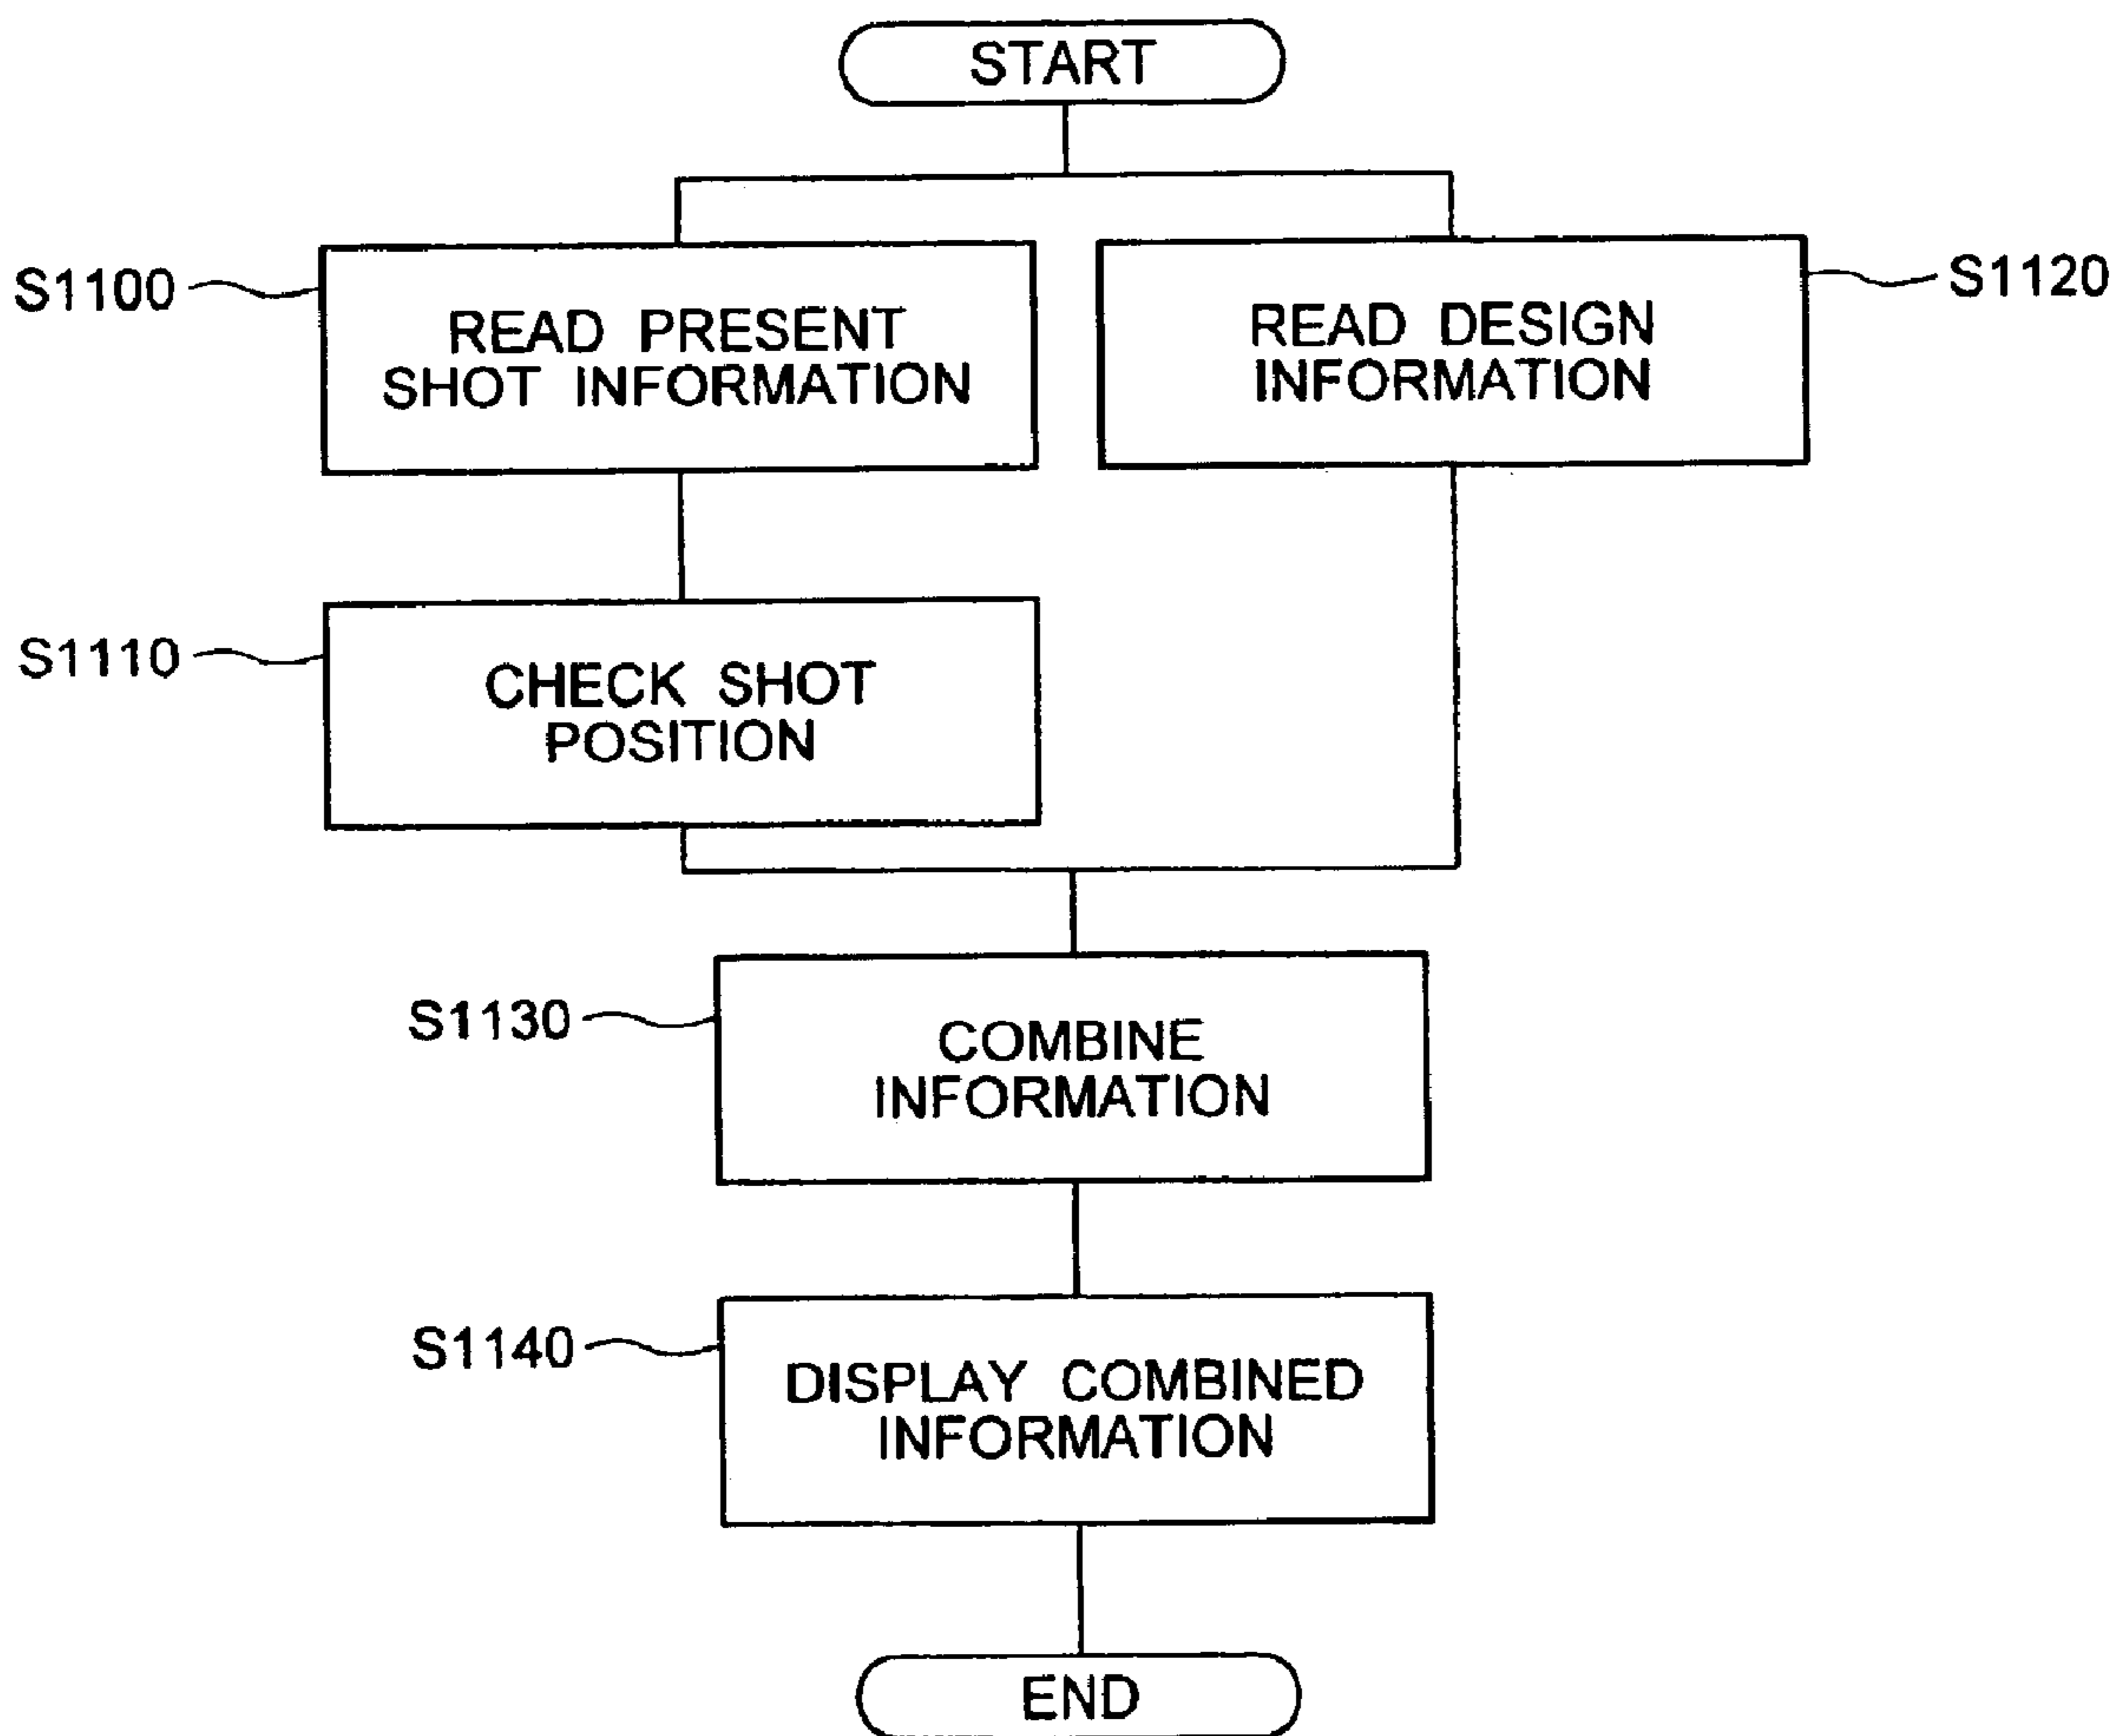 START
S1100
READ PRESENT
SHOT INFORMATION
READ DESIGN
INFORMATION
S1120
S1110
CHECK SHOT
POSITION
S1130
COMBINE
INFORMATION
S1140
DISPLAY COMBINED
INFORMATION
END